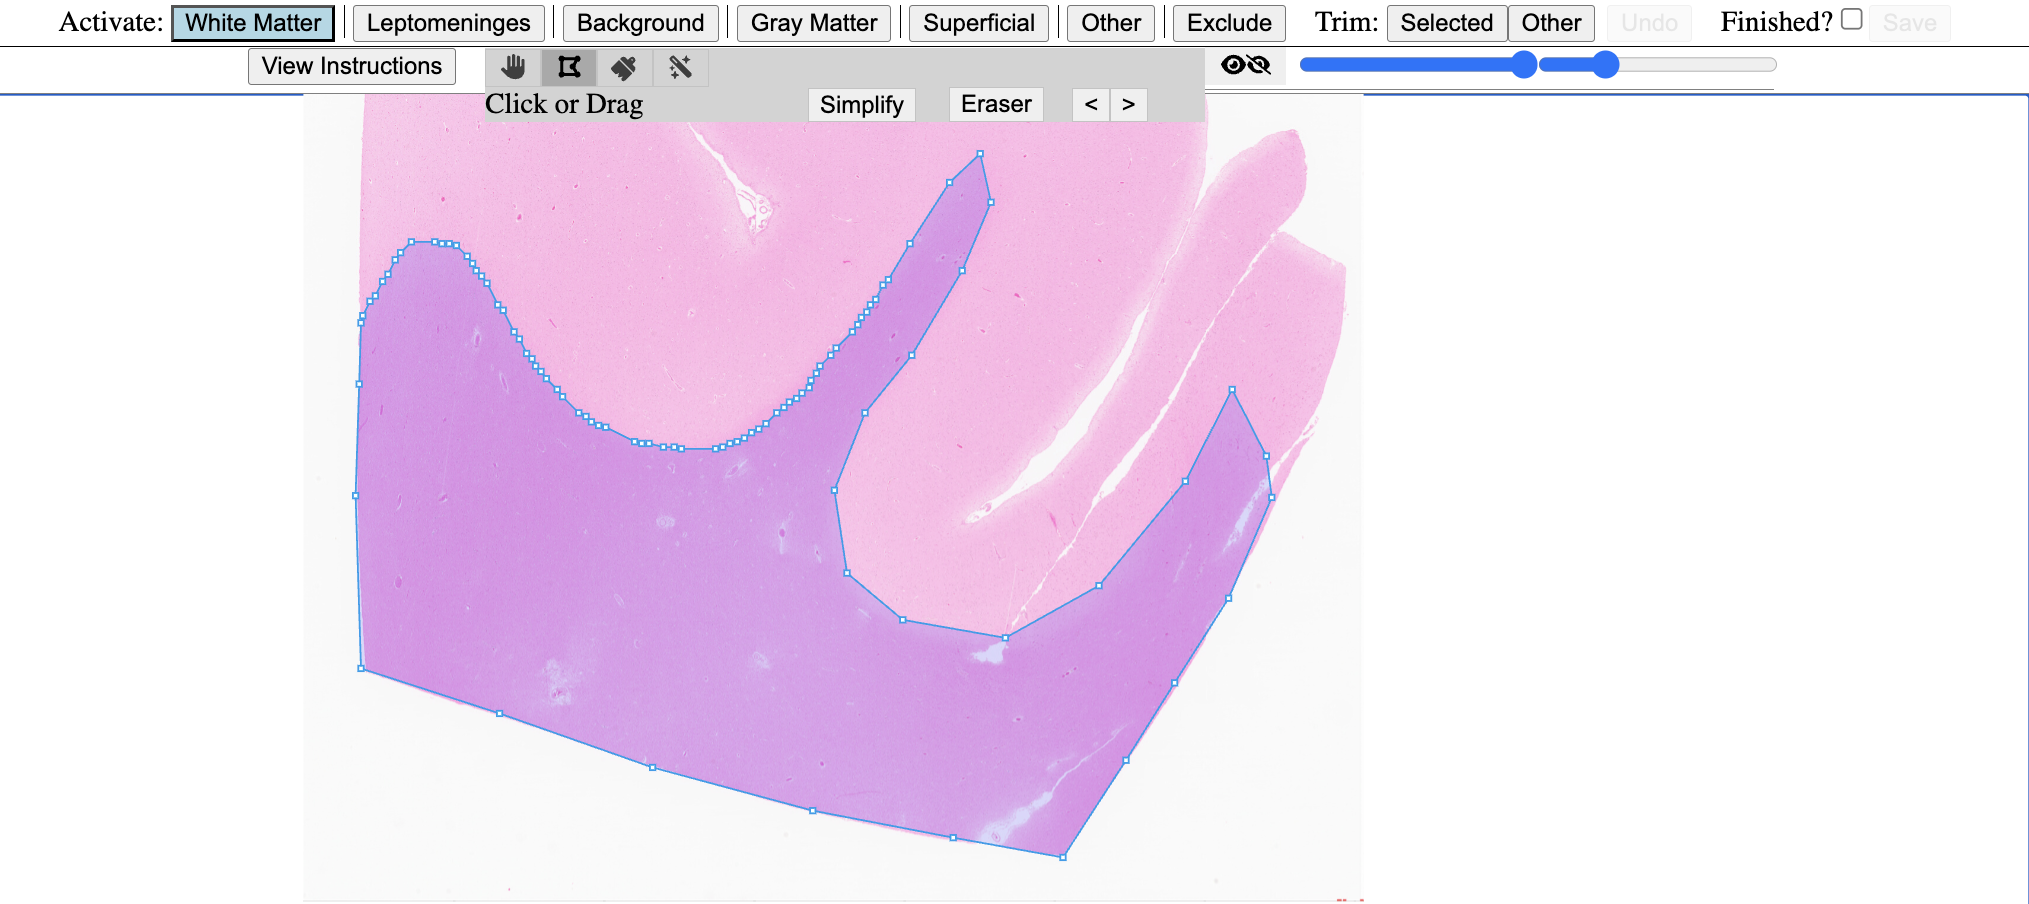 Activate: White Matter Leptomeninges Background Gray Matter Superficial Other Exclude Trim: Selected Other Undo Finished? Save
View Instructions
Click or Drag Simplify Eraser < >